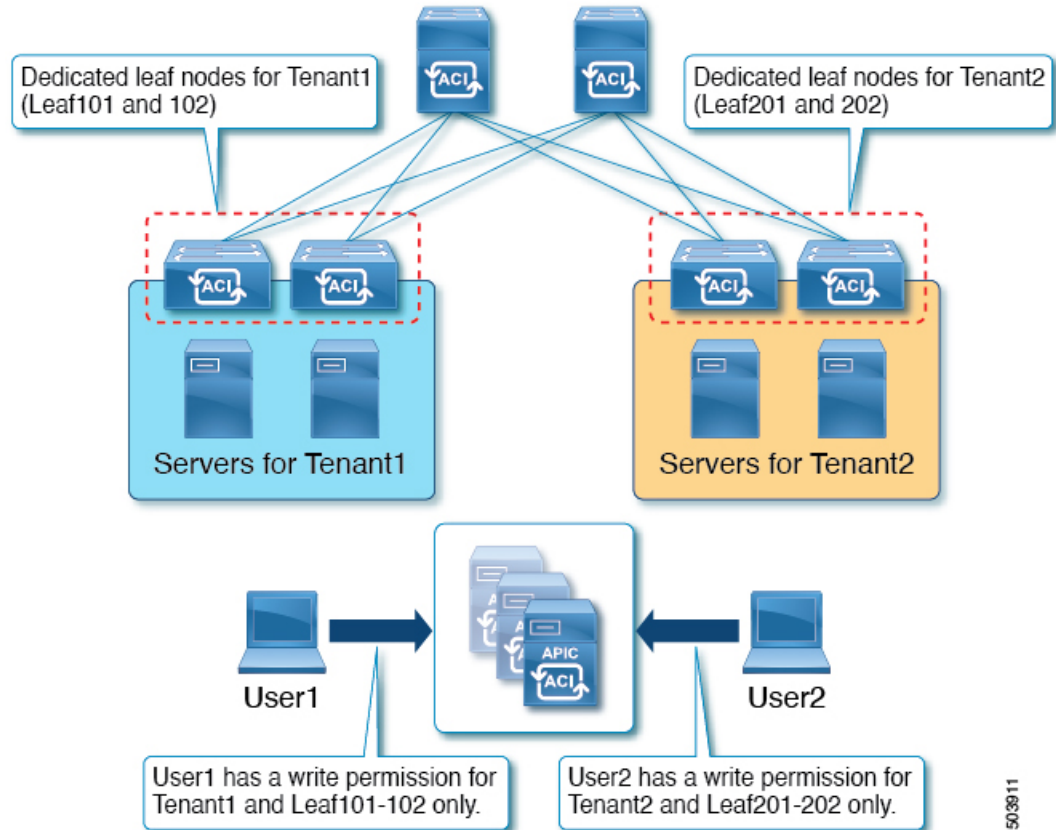 ACI
ACI
Dedicated leaf nodes for Tenant1
(Leaf101 and 102)
Dedicated leaf nodes for Tenant2
(Leaf201 and 202)
ACI
ACI
ACI
ACI
Servers for Tenant1
Servers for Tenant2
APIC
ACI
User1
User2
User1 has a write permission for
Tenant1 and Leaf101-102 only.
User2 has a write permission for
Tenant2 and Leaf201-202 only.
503911